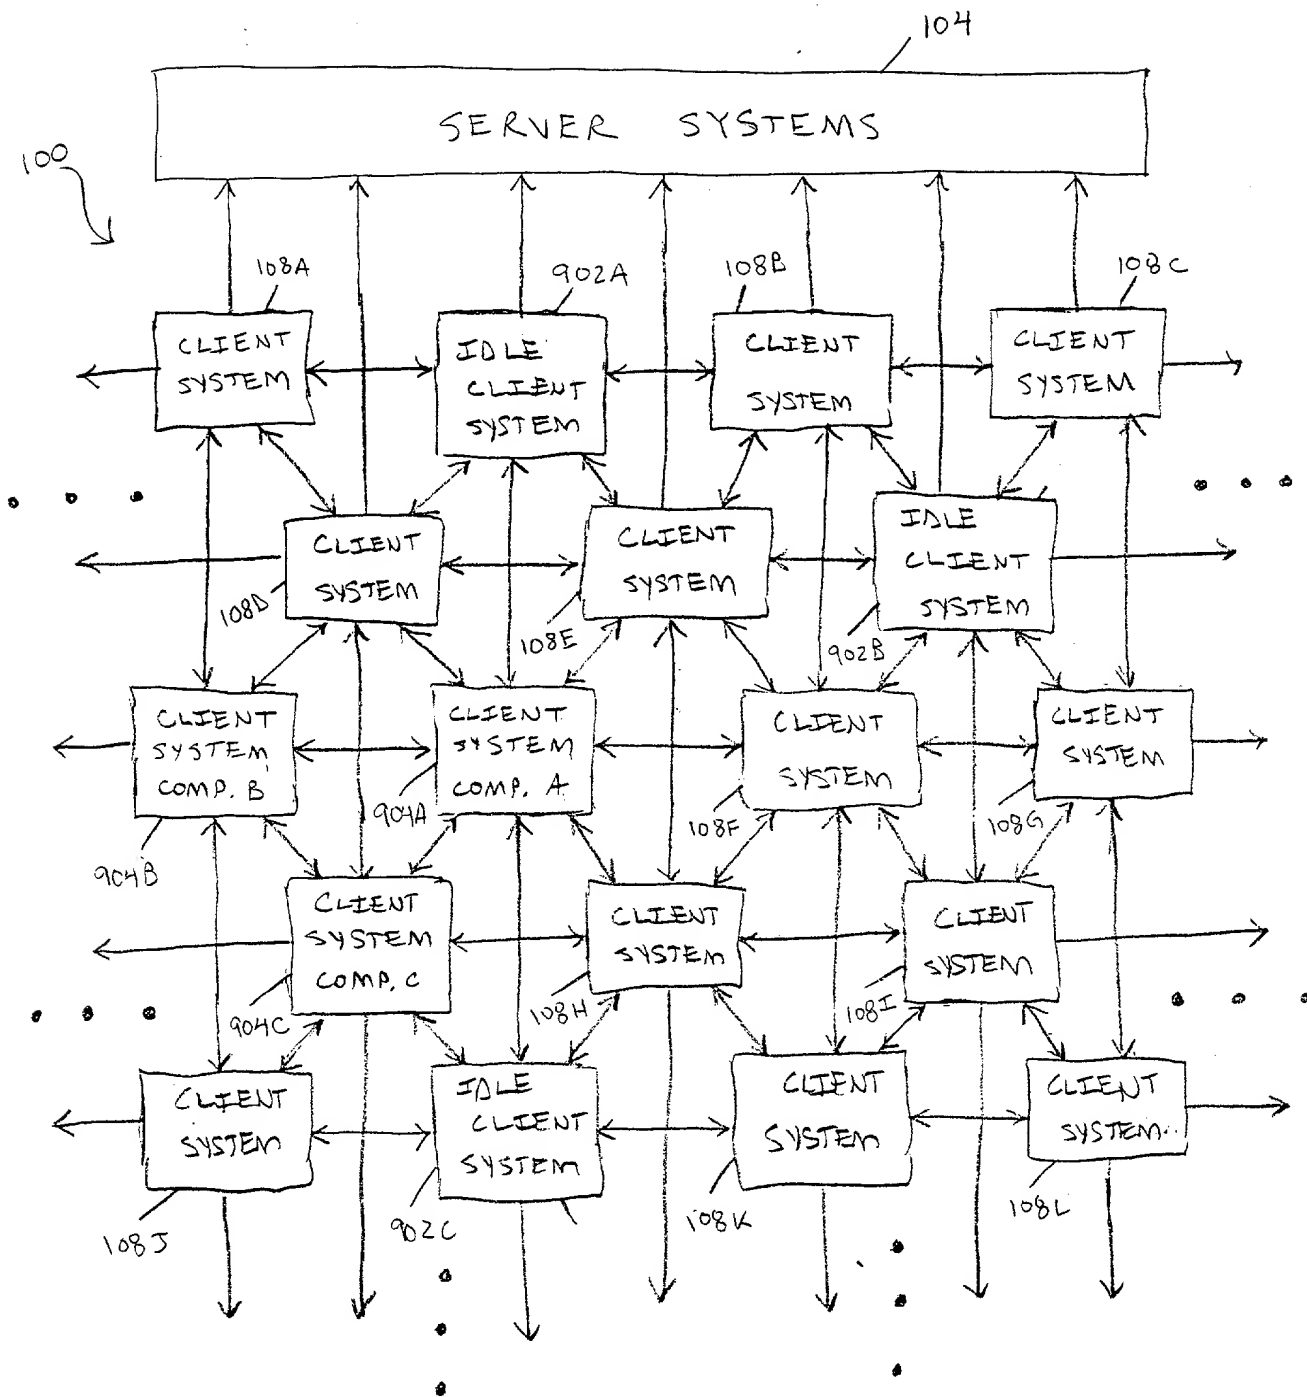 104
SERVER SYSTEMS
100
108A
902A
108B
108C
CLIENT
SYSTEM
IDLE
CLIENT
SYSTEM
CLIENT
SYSTEM
CLIENT
SYSTEM
CLIENT
SYSTEM
108D
CLIENT
SYSTEM
108E
IDLE
CLIENT
SYSTEM
902B
CLIENT
SYSTEM
COMP. B
904B
CLIENT
SYSTEM
COMP. A
904A
CLIENT
SYSTEM
108F
CLIENT
SYSTEM
108G
CLIENT
SYSTEM
COMP. C
904C
CLIENT
SYSTEM
108H
CLIENT
SYSTEM
108I
CLIENT
SYSTEM
108J
IDLE
CLIENT
SYSTEM
902C
CLIENT
SYSTEM
108K
CLIENT
SYSTEM
108L